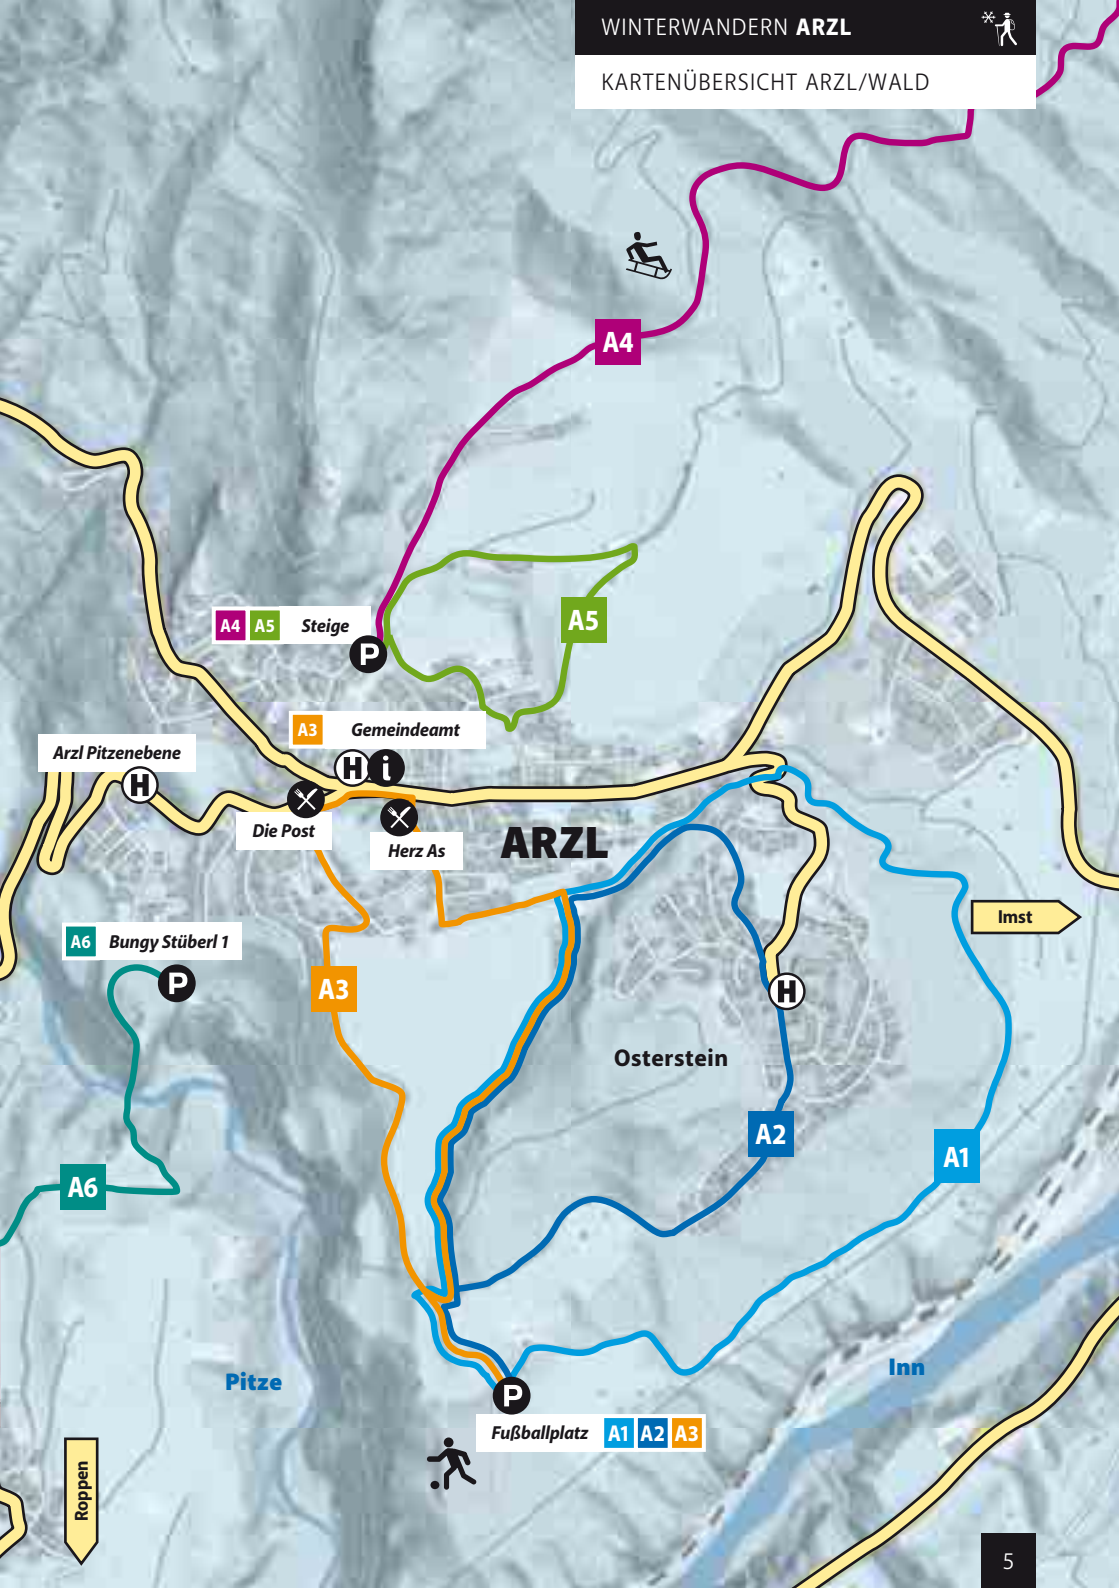 WINTERWANDERN ARZL
KARTENÜBERSICHT ARZL/WALD
A4
A5
A4 A5 Steige
P
A3 Gemeindeamt
H i
Arzl Pitzenebene
H
Die Post
Herz As
ARZL
Imst
A6 Bungy Stüberl 1
P
A3
H
Osterstein
A2
A1
A6
Pitze
Inn
P
Fußballplatz A1 A2 A3
Roppen
5